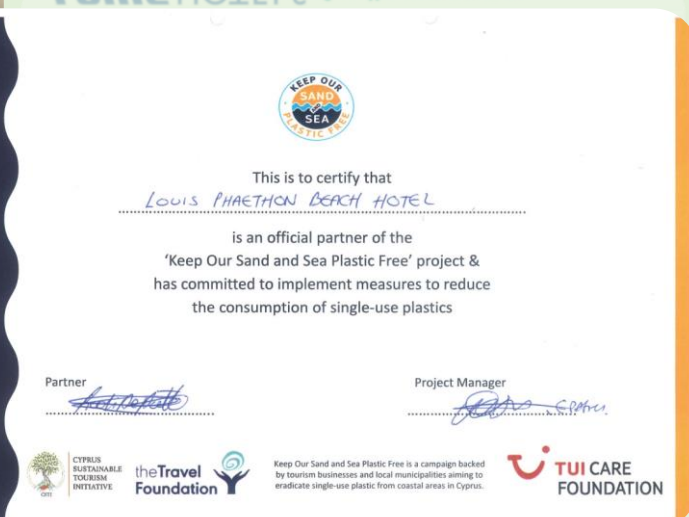 KEEP OUR
SAND
SEA
PLASTIC FREE
This is to certify that
LOUIS PHAETHON BEACH HOTEL
is an official partner of the
'Keep Our Sand and Sea Plastic Free' project &
has committed to implement measures to reduce
the consumption of single-use plastics
Partner
Project Manager
CYPRUS
SUSTAINABLE
TOURISM
INITIATIVE
theTravel
Foundation
Keep Our Sand and Sea Plastic Free is a campaign backed
by tourism businesses and local municipalities aiming to
eradicate single-use plastic from coastal areas in Cyprus.
TUI CARE
FOUNDATION